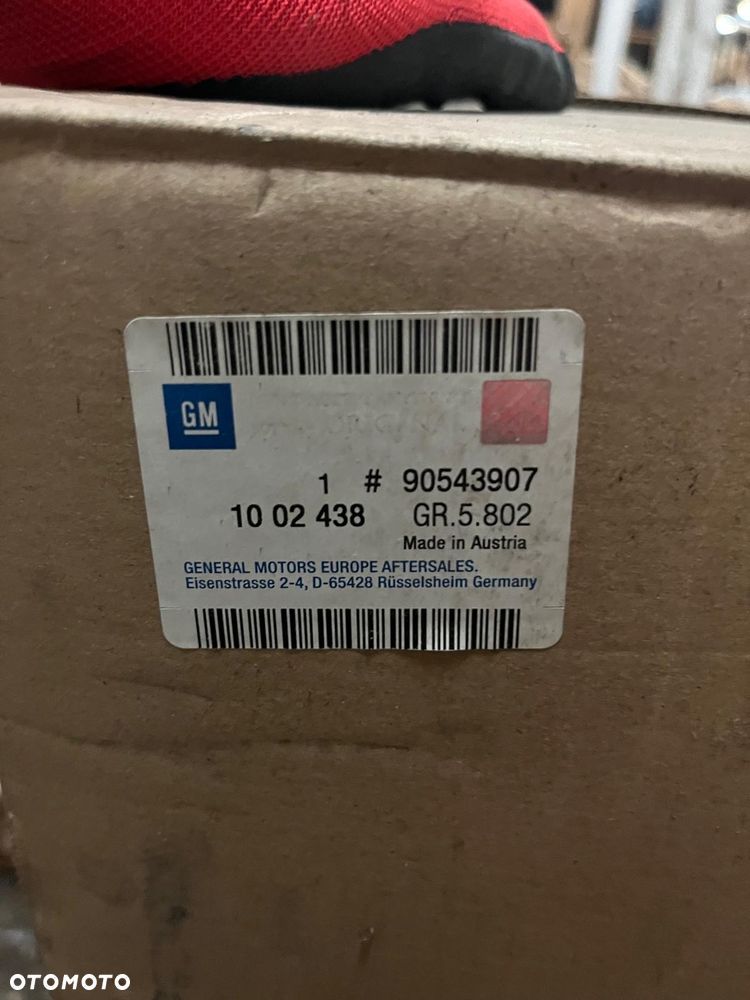 GM
ORIGINAL
1 # 90543907
10 02 438 GR.5.802
Made in Austria
GENERAL MOTORS EUROPE AFTERSALES.
Eisenstrasse 2-4, D-65428 Rüsselsheim Germany
OTOMOTO